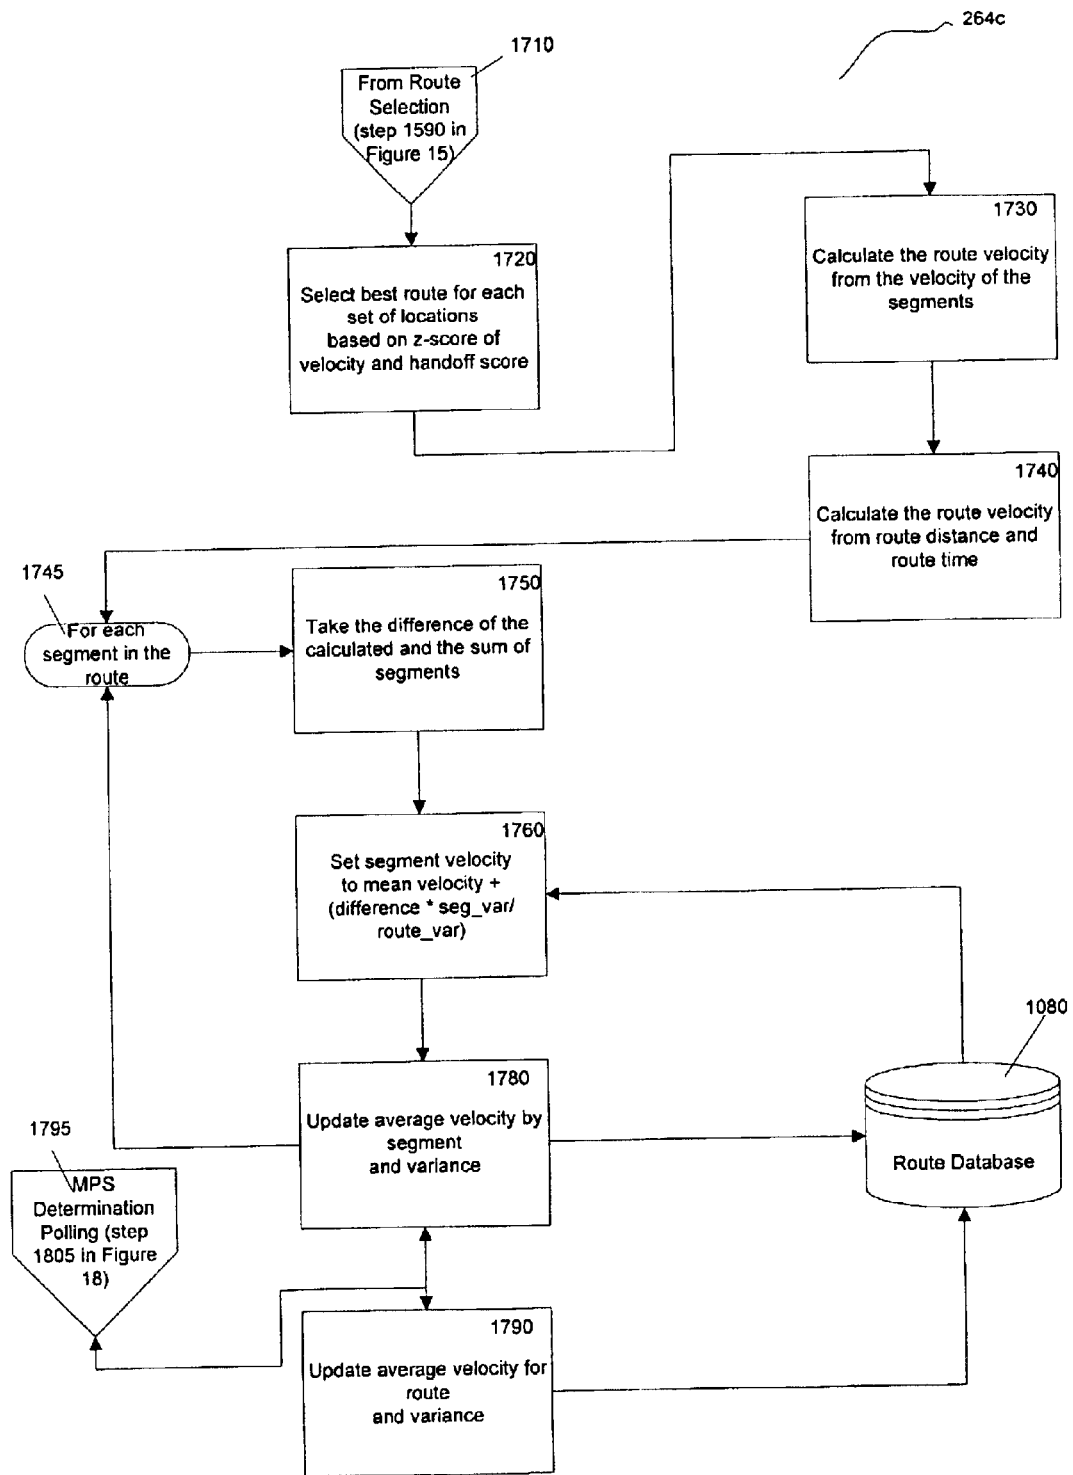 264c
1710
From Route
Selection
(step 1590 in
Figure 15)
1720
Select best route for each
set of locations
based on z-score of
velocity and handoff score
1730
Calculate the route velocity
from the velocity of the
segments
1740
Calculate the route velocity
from route distance and
route time
1745
For each
segment in the
route
1750
Take the difference of the
calculated and the sum of
segments
1760
Set segment velocity
to mean velocity +
(difference * seg_var/
route_var)
1080
Route Database
1780
Update average velocity by
segment
and variance
1795
MPS
Determination
Polling (step
1805 in Figure
18)
1790
Update average velocity for
route
and variance